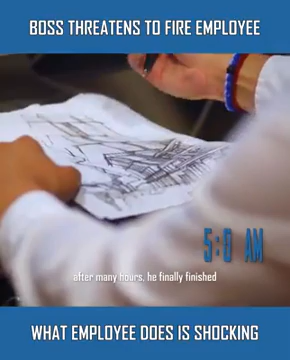 BOSS THREATENS TO FIRE EMPLOYEE
5:0 AM
after many hours, he finally finished
WHAT EMPLOYEE DOES IS SHOCKING